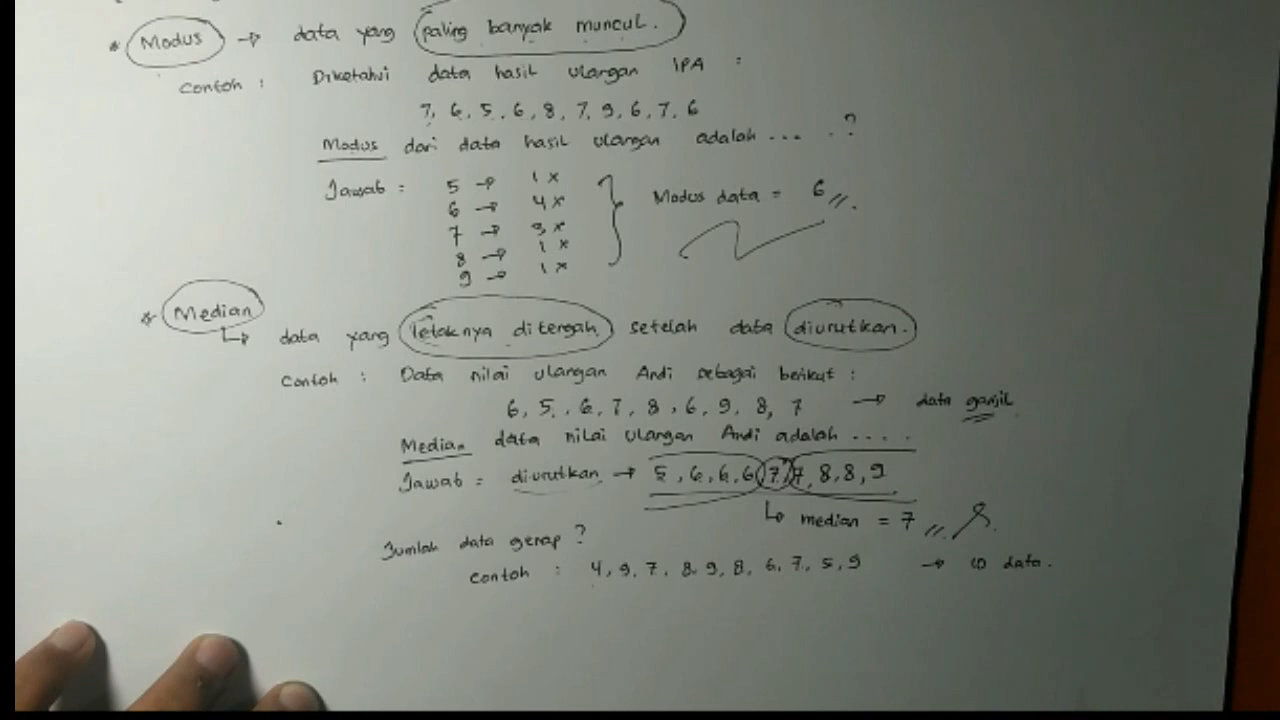 * Modus → data yang paling banyak muncul.
Contoh : Diketahui data hasil ulangan IPA :
7, 6, 5, 6, 8, 7, 9, 6, 7, 6
Modus dari data hasil ulangan adalah ... . ?
Jawab : 5 → 1 x
6 → 4 x
7 → 3 x
8 → 1 x
9 → 1 x
Modus data = 6 //.
* Median
↳ data yang letaknya ditengah setelah data diurutkan.
Contoh : Data nilai ulangan Andi sebagai berikut :
6, 5, 6, 7, 8, 6, 9, 8, 7 → data ganjil
Median data nilai ulangan Andi adalah ....
Jawab = diurutkan → 5, 6, 6, 6, 7, 7, 8, 8, 9
↳ median = 7 //.
Jumlah data genap ?
Contoh : 4, 9, 7, 8, 9, 8, 6, 7, 5, 9 → 10 data.